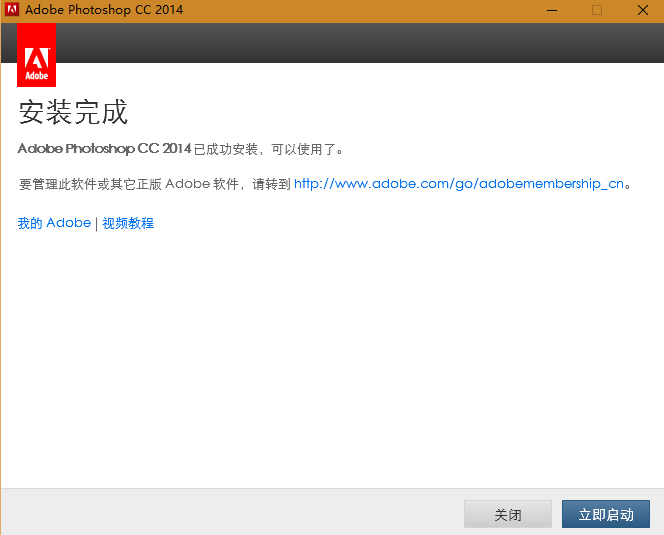 Adobe Photoshop CC 2014
Adobe
安装完成
Adobe Photoshop CC 2014 已成功安装，可以使用了。
要管理此软件或其它正版 Adobe 软件，请转到 http://www.adobe.com/go/adobemembership_cn。
我的 Adobe | 视频教程
关闭 立即启动